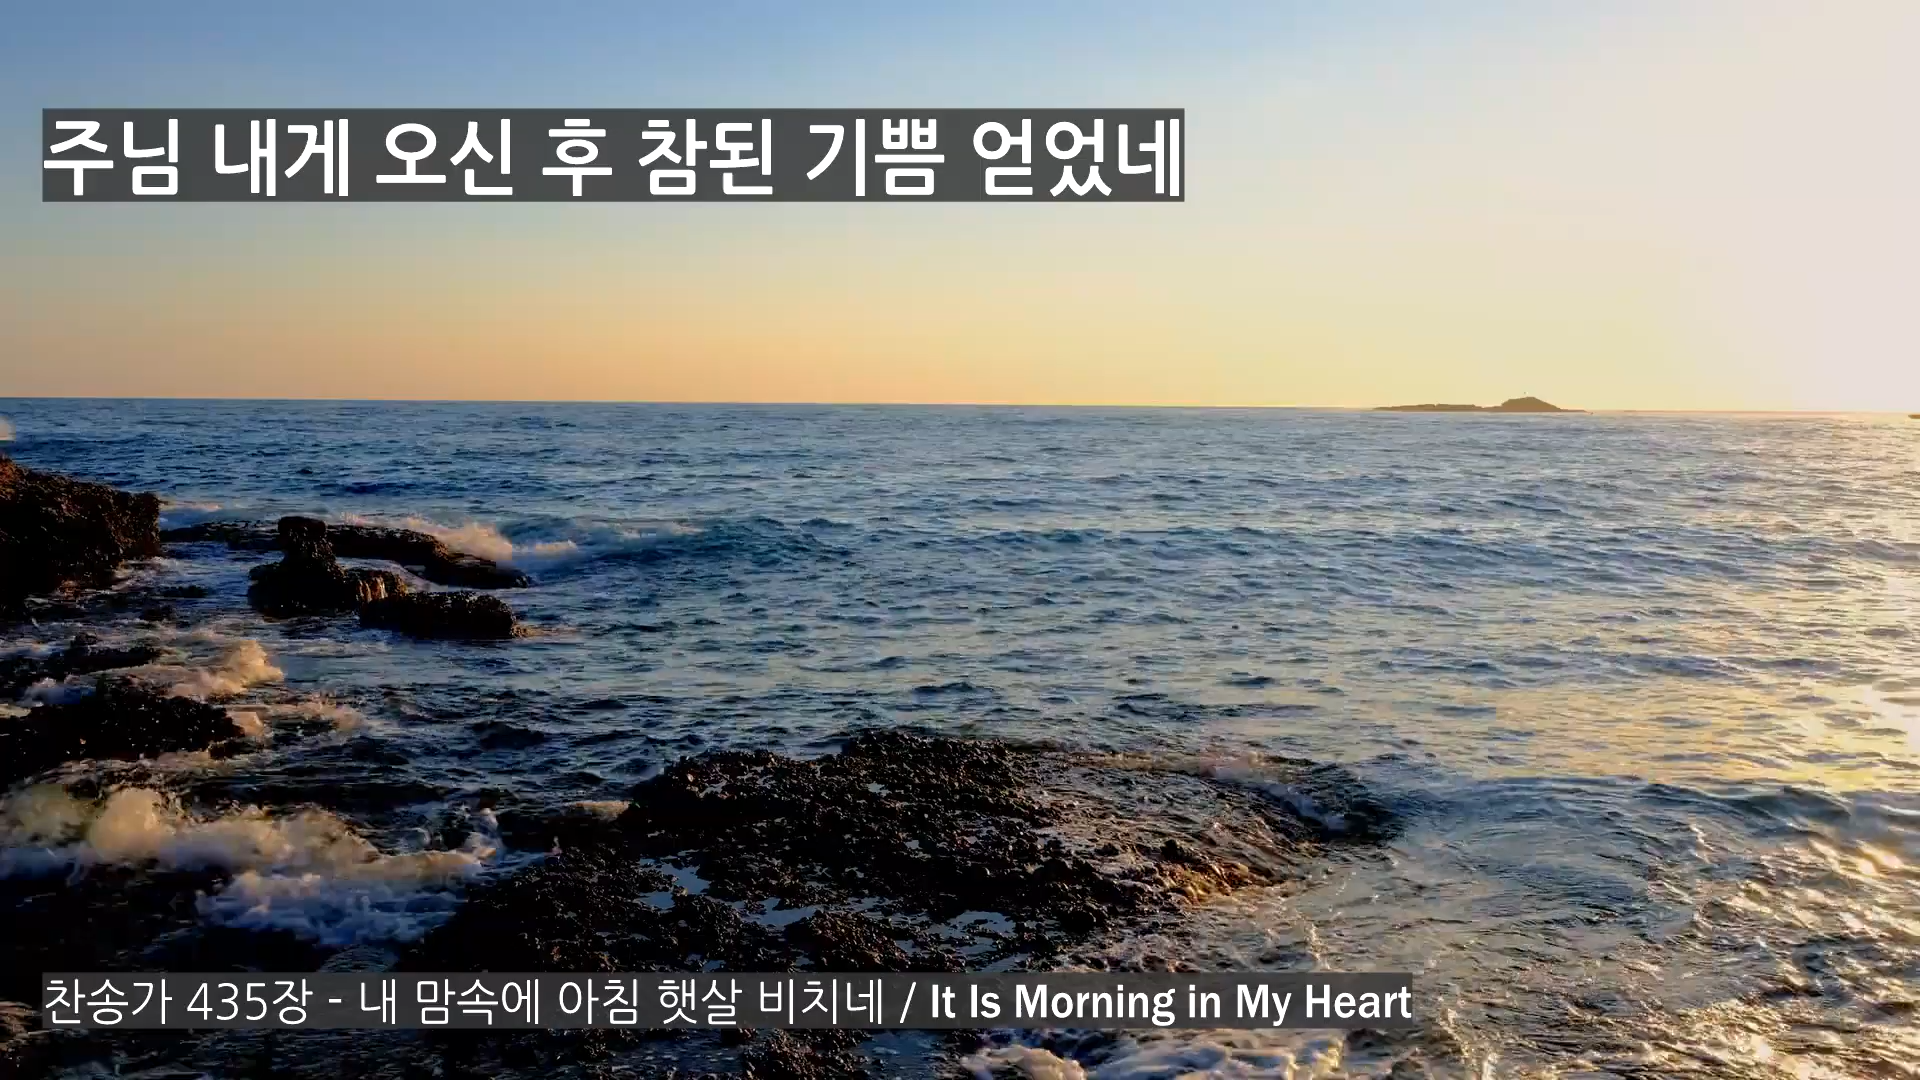 주님 내게 오신 후 참된 기쁨 얻었네
찬송가 435장 - 내 맘속에 아침 햇살 비치네 / It Is Morning in My Heart